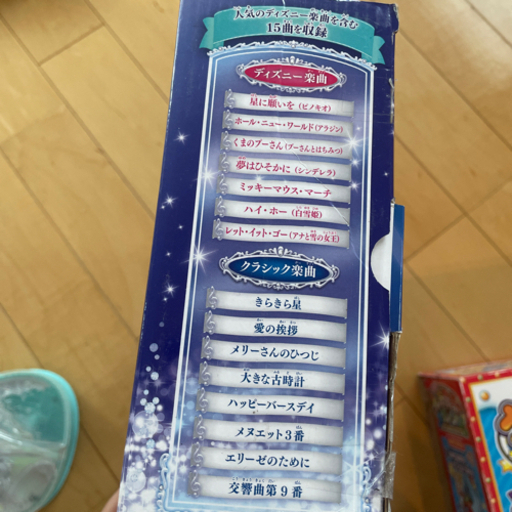 人気のディズニー楽曲を含む
15曲を収録
ディズニー楽曲
星に願いを(ピノキオ)
ホール・ニュー・ワールド(アラジン)
くまのプーさん(プーさんとはちみつ)
夢はひそかに(シンデレラ)
ミッキーマウス・マーチ
ハイ・ホー(白雪姫)
レット・イット・ゴー(アナと雪の女王)
クラシック楽曲
きらきら星
愛の挨拶
メリーさんのひつじ
大きな古時計
ハッピーバースデイ
メヌエット3番
エリーゼのために
交響曲第9番